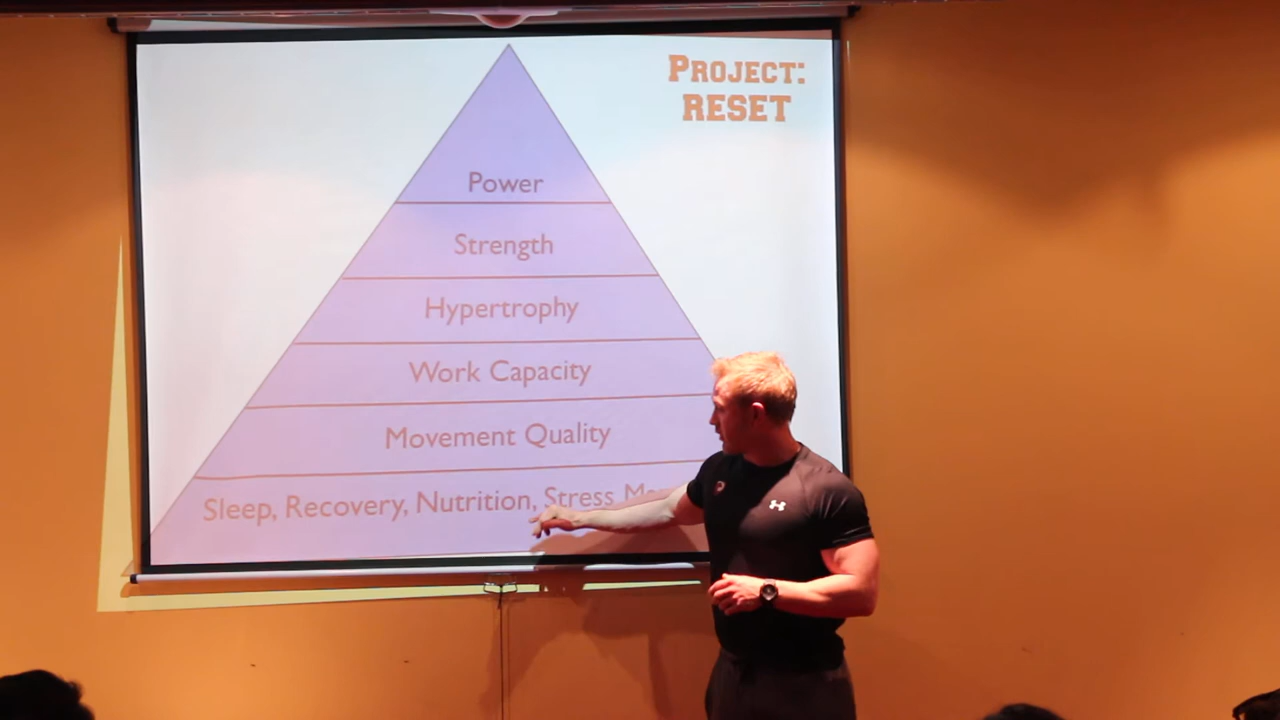 Project:
RESET
Power
Strength
Hypertrophy
Work Capacity
Movement Quality
Sleep, Recovery, Nutrition, Stress